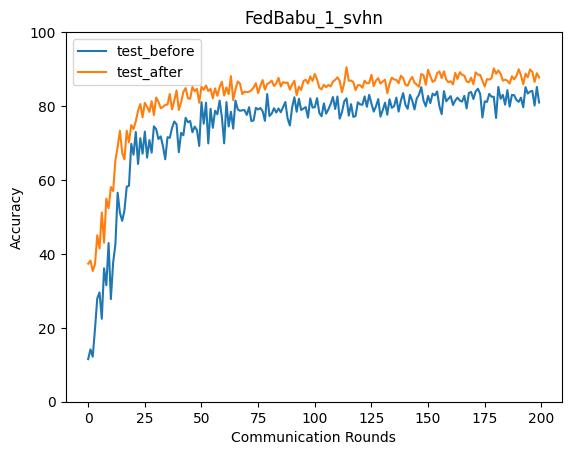 FedBabu_1_svhn
test_before
test_after
100
80
60
40
20
0
Accuracy
0 25 50 75 100 125 150 175 200
Communication Rounds